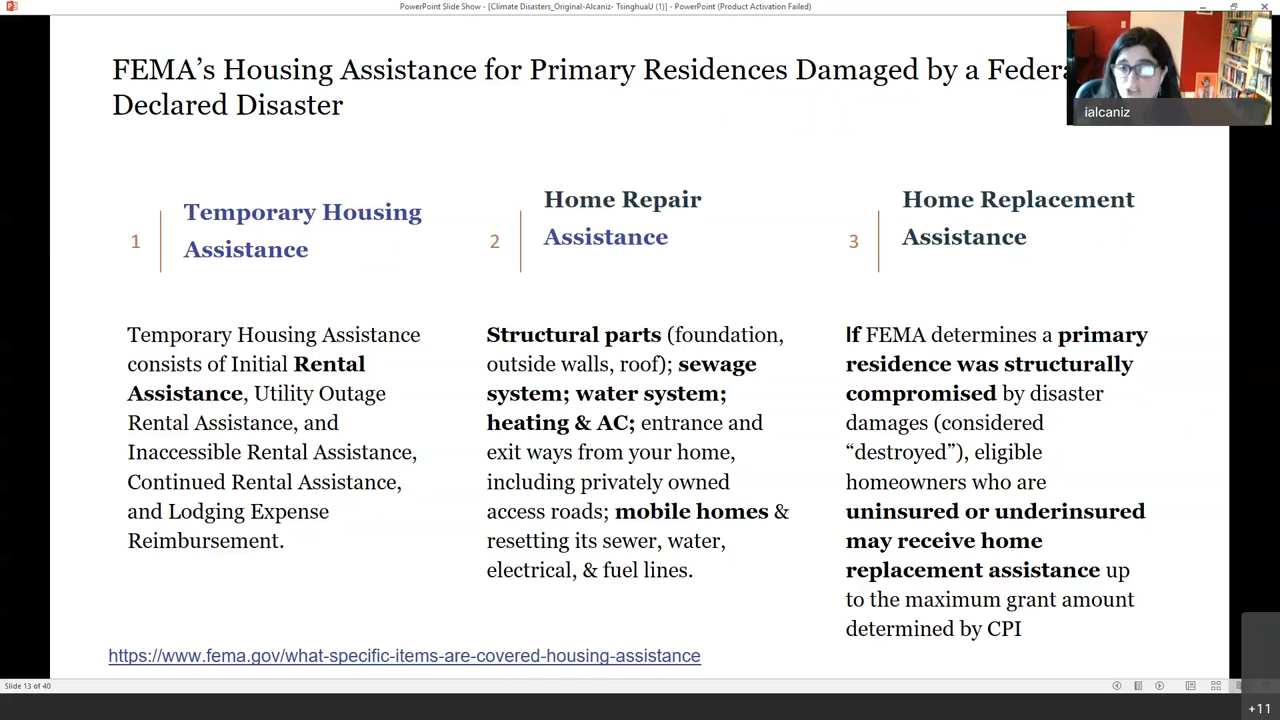 PowerPoint Slide Show - [Climate Disasters_Original-Alcaniz- TsinghuaU (1)] - PowerPoint (Product Activation Failed)
FEMA’s Housing Assistance for Primary Residences Damaged by a Federa
Declared Disaster
ialcaniz
1
Temporary Housing
Assistance
Temporary Housing Assistance
consists of Initial Rental
Assistance, Utility Outage
Rental Assistance, and
Inaccessible Rental Assistance,
Continued Rental Assistance,
and Lodging Expense
Reimbursement.
2
Home Repair
Assistance
Structural parts (foundation,
outside walls, roof); sewage
system; water system;
heating & AC; entrance and
exit ways from your home,
including privately owned
access roads; mobile homes &
resetting its sewer, water,
electrical, & fuel lines.
3
Home Replacement
Assistance
If FEMA determines a primary
residence was structurally
compromised by disaster
damages (considered
“destroyed”), eligible
homeowners who are
uninsured or underinsured
may receive home
replacement assistance up
to the maximum grant amount
determined by CPI
https://www.fema.gov/what-specific-items-are-covered-housing-assistance
Slide 13 of 40
+11